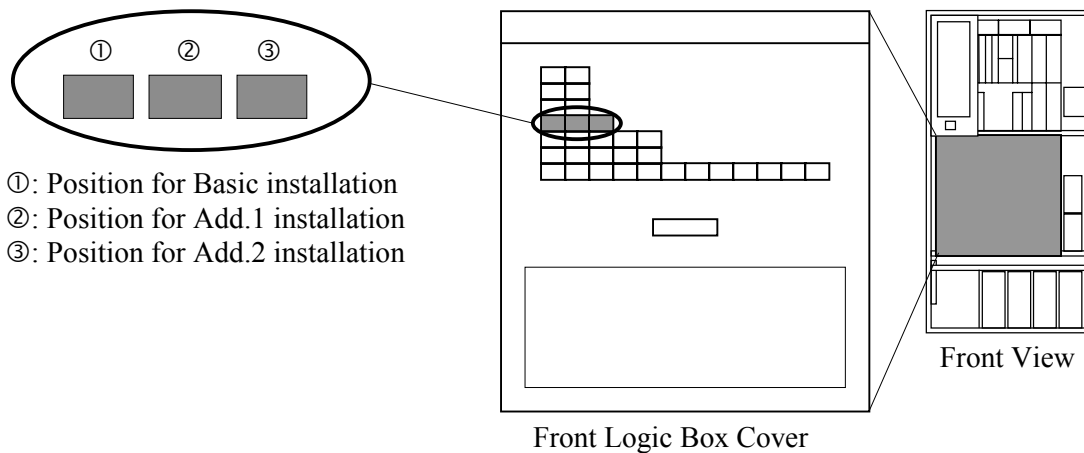 ① ② ③
①: Position for Basic installation
②: Position for Add.1 installation
③: Position for Add.2 installation
Front View
Front Logic Box Cover